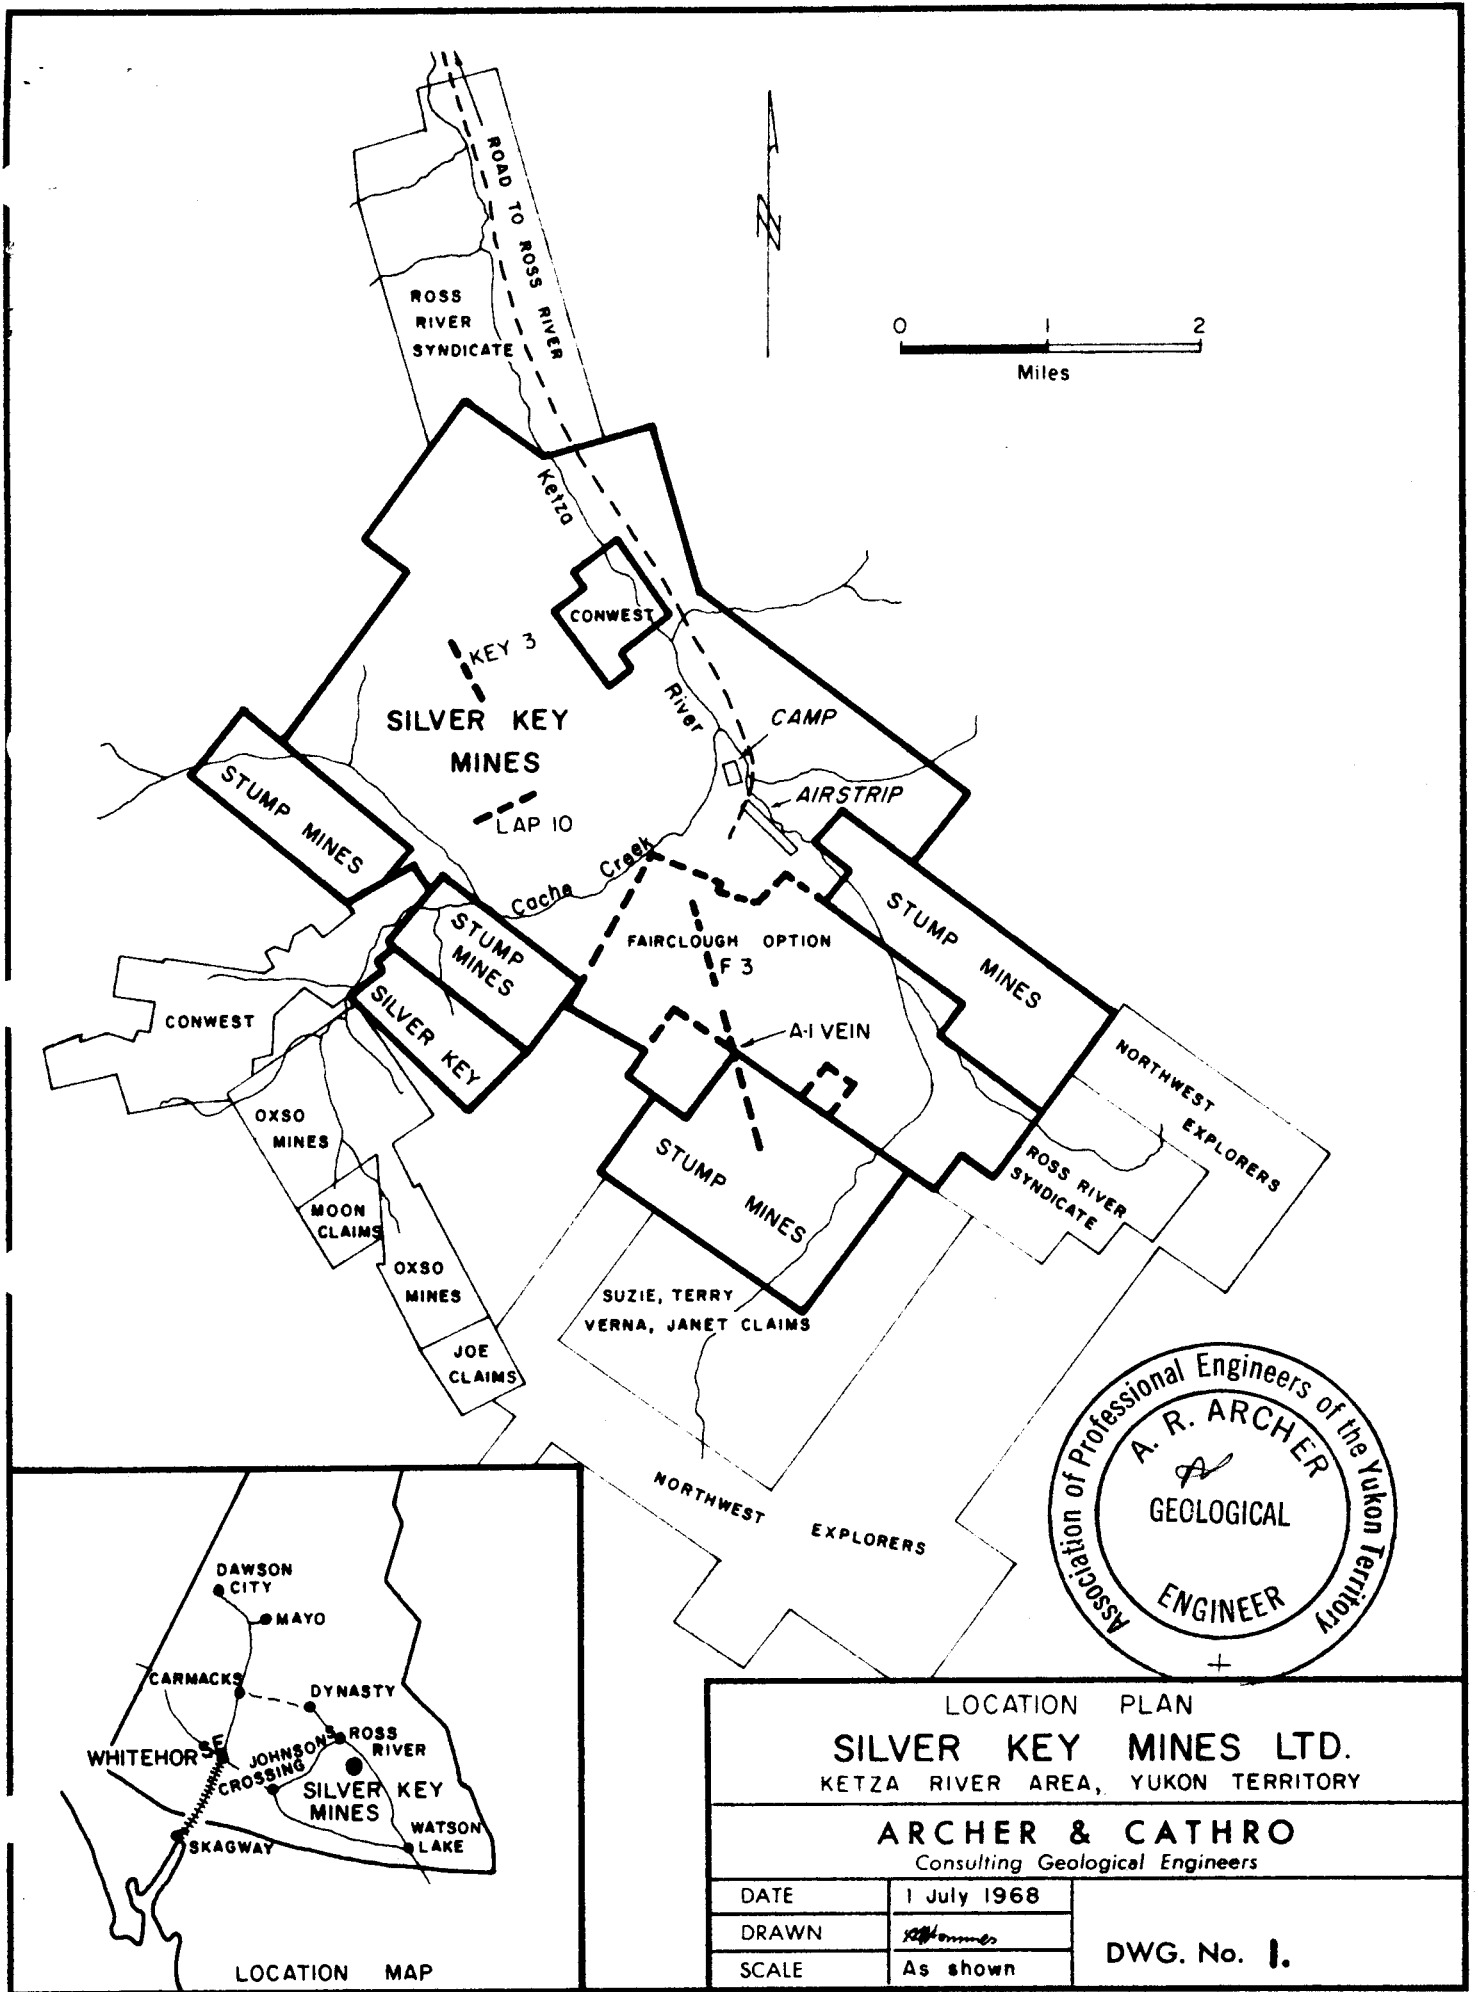 ROAD TO ROSS RIVER
N
ROSS
RIVER
SYNDICATE
0 1 2
Miles
Ketza
River
CONWEST
KEY 3
SILVER KEY
MINES
CAMP
AIRSTRIP
LAP 10
STUMP MINES
Cache Creek
STUMP
MINES
SILVER KEY
FAIRCLOUGH OPTION
F 3
STUMP
MINES
A-1 VEIN
CONWEST
NORTHWEST
EXPLORERS
OXSO
MINES
ROSS RIVER
SYNDICATE
STUMP MINES
MOON
CLAIMS
OXSO
MINES
SUZIE, TERRY
VERNA, JANET CLAIMS
JOE
CLAIMS
NORTHWEST EXPLORERS
Association of Professional Engineers of the Yukon Territory
A. R. ARCHER
GEOLOGICAL
ENGINEER
DAWSON
CITY
MAYO
CARMACKS
DYNASTY
ROSS
RIVER
WHITEHORSE
JOHNSONS
CROSSING
SILVER KEY
MINES
WATSON
LAKE
SKAGWAY
LOCATION MAP
LOCATION PLAN
SILVER KEY MINES LTD.
KETZA RIVER AREA, YUKON TERRITORY
ARCHER & CATHRO
Consulting Geological Engineers
DATE 1 July 1968
DRAWN
SCALE As shown
DWG. No. 1.